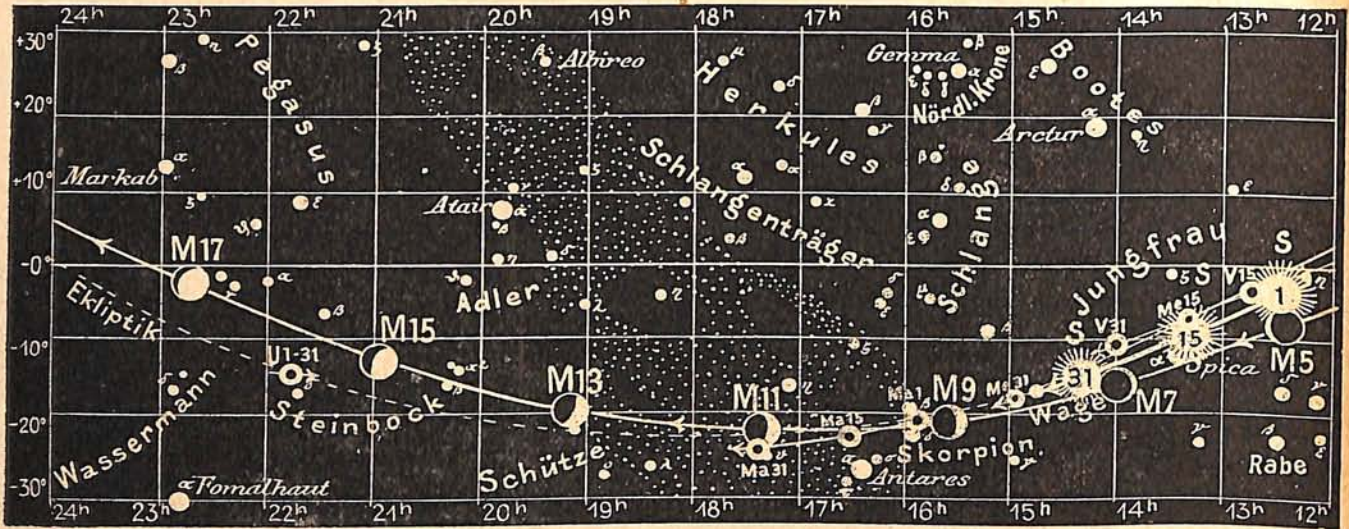 24h 23h 22h 21h 20h 19h 18h 17h 16h 15h 14h 13h 12h
+30°
+20°
+10°
-0°
-10°
-20°
-30°
Pegasus
β η ξ
Markab
α
ξ ε
β Albireo
Atair
α
γ
β
η
Adler
Herkules
μ δ β γ
Schlangenträger
α α κ
β
Gemma
ε δ γ α β
Nördl. Krone
Schlange
β
δ
α
ε
μ
Bootes
ε
α
η
Arctur
Jungfrau
ε
S V15
S
S V31
Me15
1
15
31
α Spica
Me31
Wage
M17
M15
M13
M11
M9
M7
M5
Ekliptik
U1-31
δ
Wassermann
Steinbock
β
α Fomalhaut
Schütze
λ
Ma1
Ma15
Ma31
Skorpion
α σ
Antares
Rabe
24h 23h 22h 21h 20h 19h 18h 17h 16h 15h 14h 13h 12h